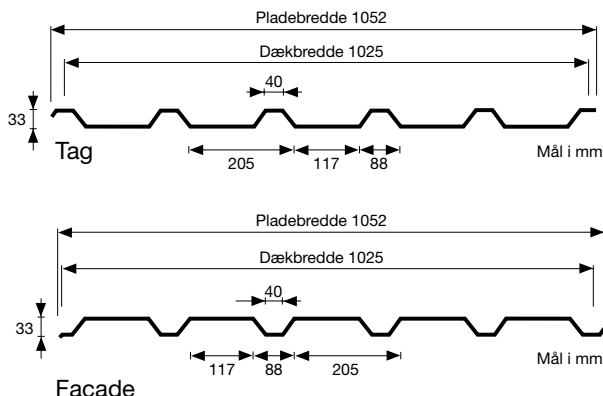 Pladebredde 1052
Dækbredde 1025
40
33
Tag
205 117 88
Mål i mm
Pladebredde 1052
Dækbredde 1025
40
33
117 88 205
Mål i mm
Facade